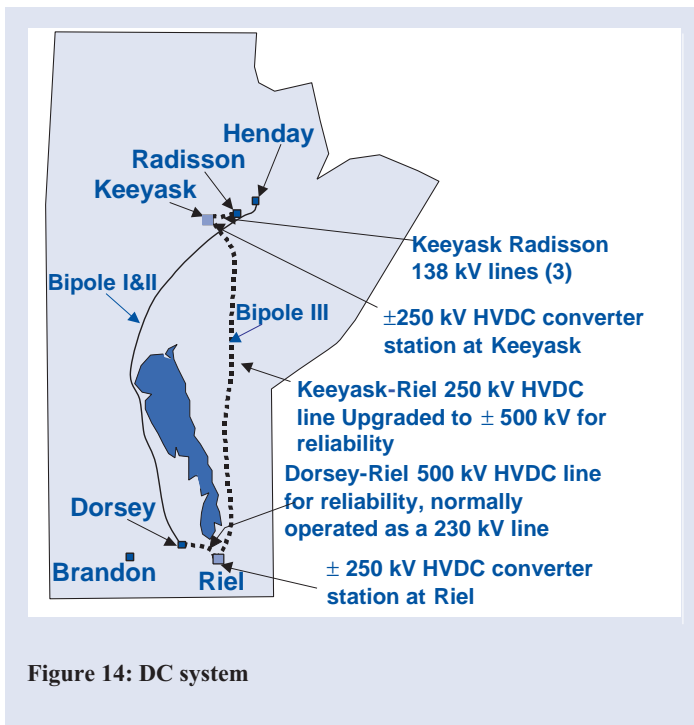 Henday
Radisson
Keeyask
Keeyask Radisson
138 kV lines (3)
Bipole I&II
Bipole III
±250 kV HVDC converter
station at Keeyask
Keeyask-Riel 250 kV HVDC
line Upgraded to ± 500 kV for
reliability
Dorsey-Riel 500 kV HVDC line
for reliability, normally
operated as a 230 kV line
Dorsey
Brandon
Riel
± 250 kV HVDC converter
station at Riel
Figure 14: DC system